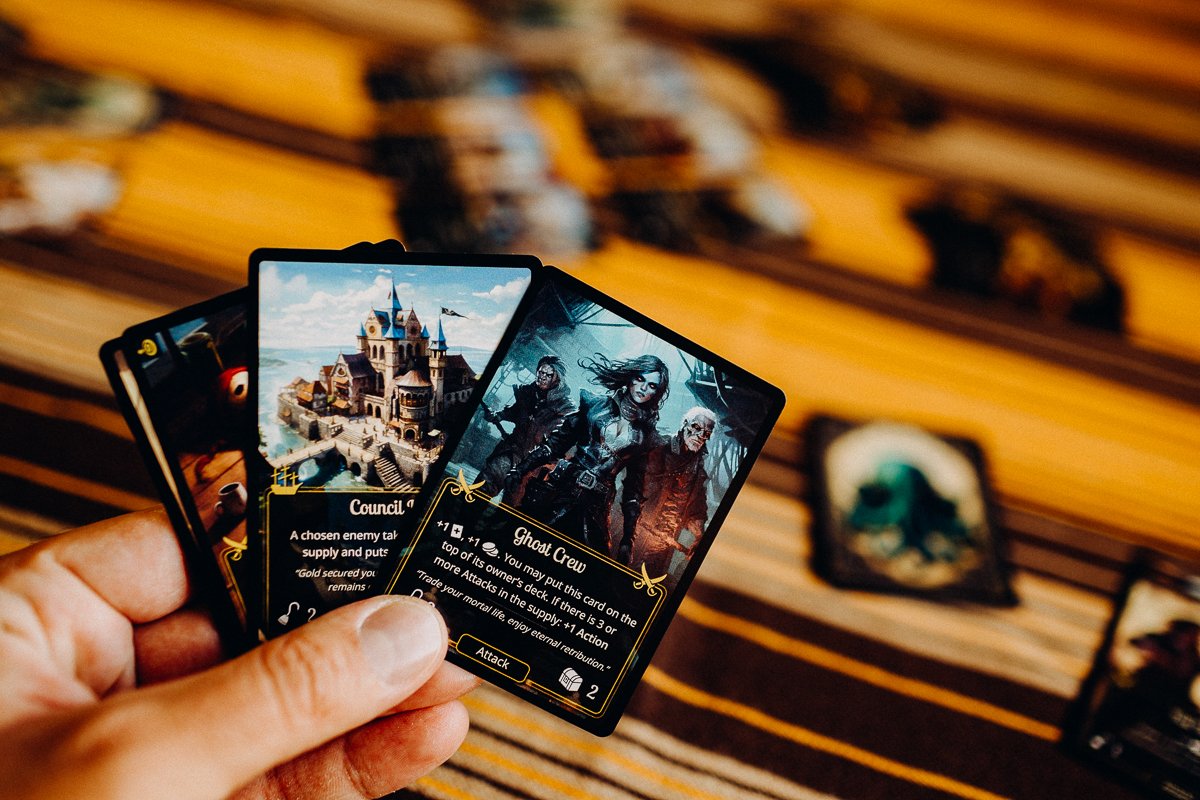 Council
A chosen enemy
supply and puts
"Gold secured
remains
2
Ghost Crew
+1 , +1 . You may put this card on the
top of its owner's deck. If there is 3 or
more Attacks in the supply: +1 Action
"Trade your mortal life, enjoy eternal retribution."
Attack
2